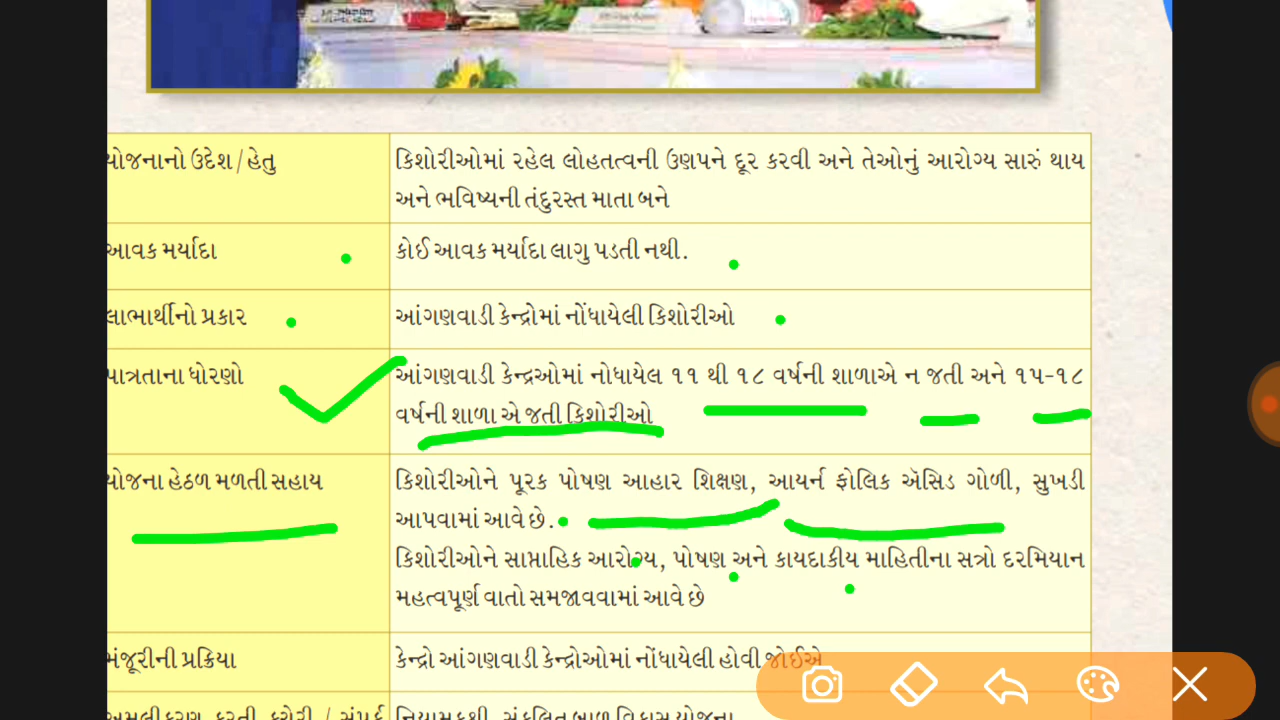 યોજનાનો ઉદેશ / હેતુ
કિશોરીઓમાં રહેલ લોહતત્વની ઉણપને દૂર કરવી અને તેઓનું આરોગ્ય સારું થાય
અને ભવિષ્યની તંદુરસ્ત માતા બને
આવક મર્યાદા
કોઈ આવક મર્યાદા લાગુ પડતી નથી.
લાભાર્થીનો પ્રકાર
આંગણવાડી કેન્દ્રોમાં નોંધાયેલી કિશોરીઓ
પાત્રતાના ધોરણો
આંગણવાડી કેન્દ્રઓમાં નોધાયેલ ૧૧ થી ૧૮ વર્ષની શાળાએ ન જતી અને ૧૫-૧૮
વર્ષની શાળા એ જતી કિશોરીઓ
યોજના હેઠળ મળતી સહાય
કિશોરીઓને પૂરક પોષણ આહાર શિક્ષણ, આયર્ન ફોલિક ઍસિડ ગોળી, સુખડી
આપવામાં આવે છે.
કિશોરીઓને સાપ્તાહિક આરોગ્ય, પોષણ અને કાયદાકીય માહિતીના સત્રો દરમિયાન
મહત્વપૂર્ણ વાતો સમજાવવામાં આવે છે
મંજૂરીની પ્રક્રિયા
કેન્દ્રો આંગણવાડી કેન્દ્રોઓમાં નોંધાયેલી હોવી જોઈએ